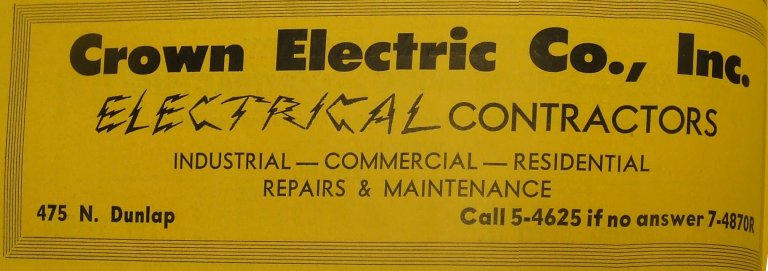 Crown Electric Co., Inc.
ELECTRICAL CONTRACTORS
INDUSTRIAL — COMMERCIAL — RESIDENTIAL
REPAIRS & MAINTENANCE
475 N. Dunlap Call 5-4625 if no answer 7-4870R